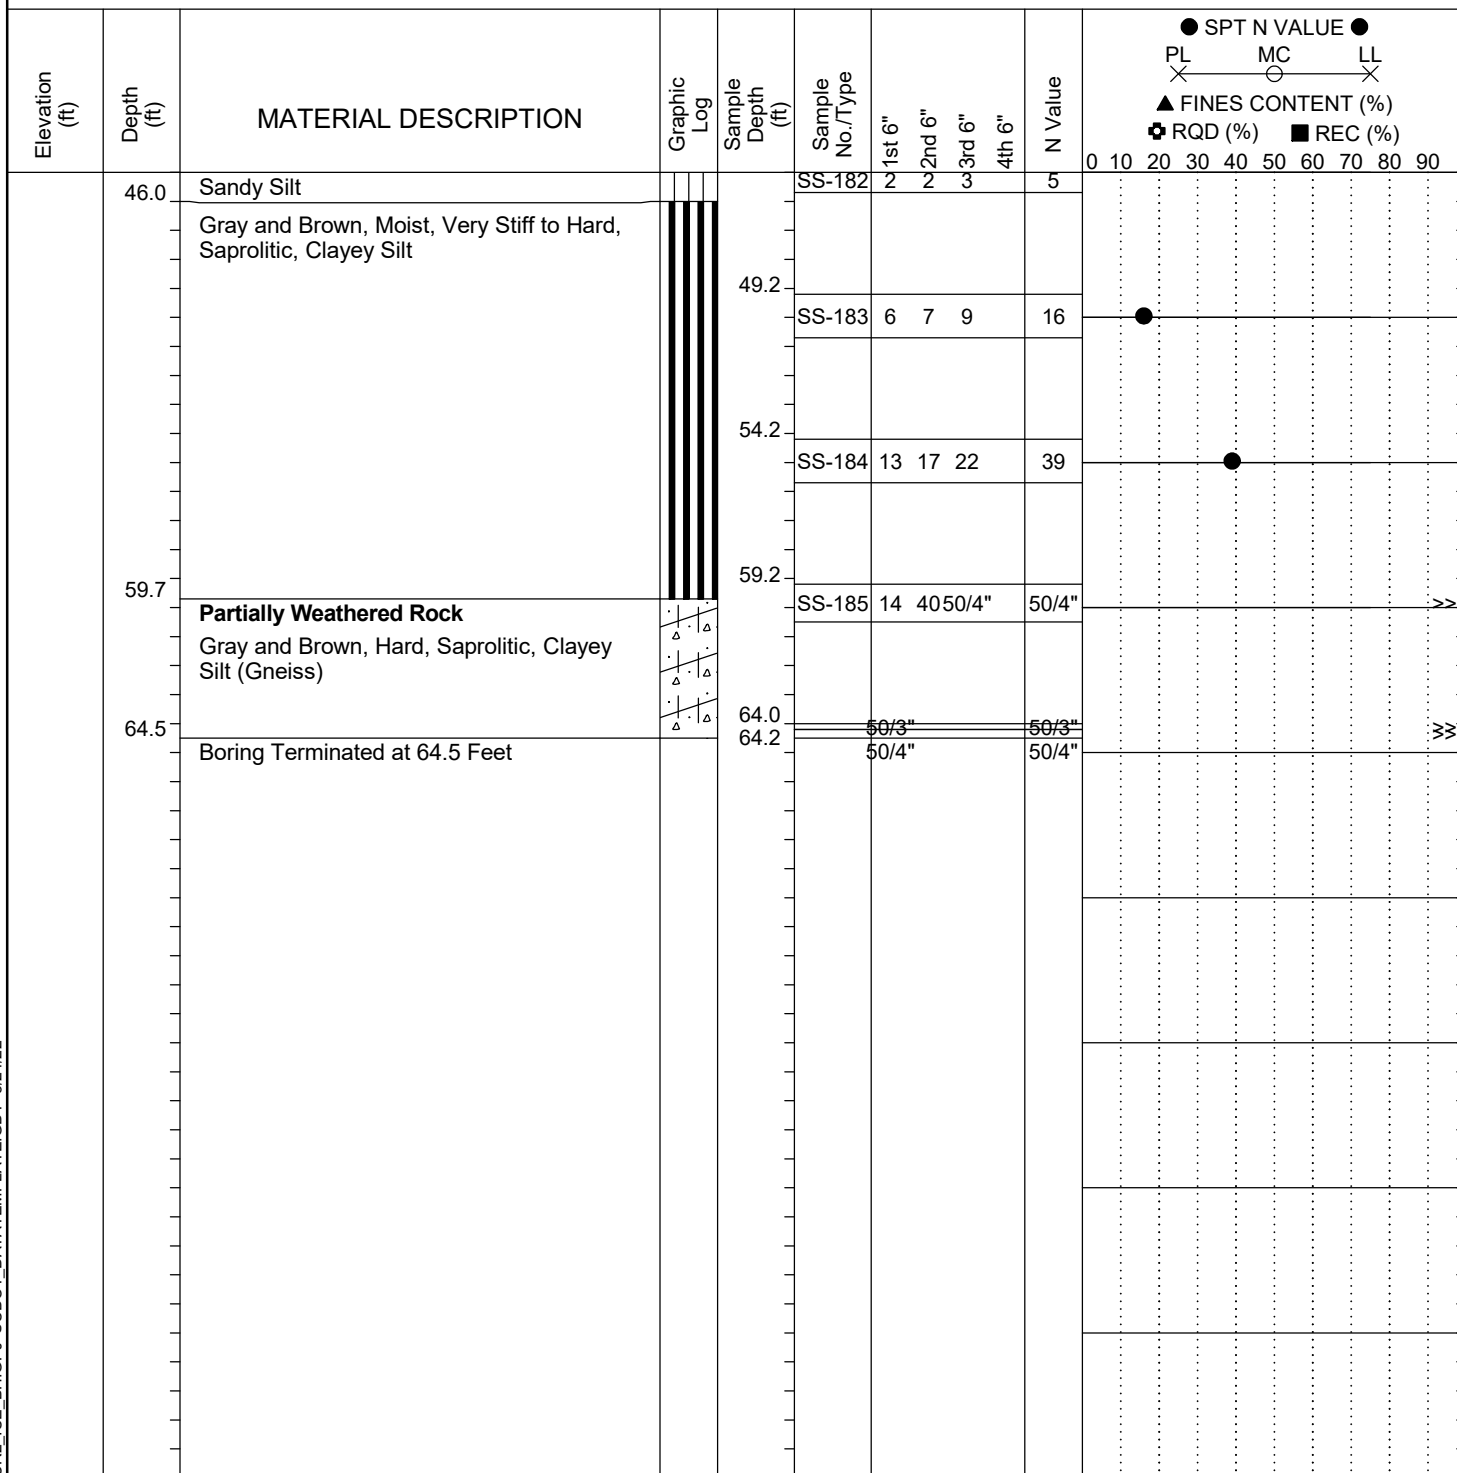 ● SPT N VALUE ●
PL MC LL
▲ FINES CONTENT (%)
RQD (%) ■ REC (%)
Elevation (ft)
Depth (ft)
MATERIAL DESCRIPTION
Graphic Log
Sample Depth (ft)
Sample No./Type
1st 6"
2nd 6"
3rd 6"
4th 6"
N Value
0 10 20 30 40 50 60 70 80 90
46.0 Sandy Silt SS-182 2 2 3 5
Gray and Brown, Moist, Very Stiff to Hard,
Saprolitic, Clayey Silt
49.2
SS-183 6 7 9 16
54.2
SS-184 13 17 22 39
59.7 59.2
Partially Weathered Rock SS-185 14 40 50/4" 50/4" >>
Gray and Brown, Hard, Saprolitic, Clayey
Silt (Gneiss)
64.0
64.5 50/3" 50/3" >>
64.2 >>
Boring Terminated at 64.5 Feet 50/4" 50/4"